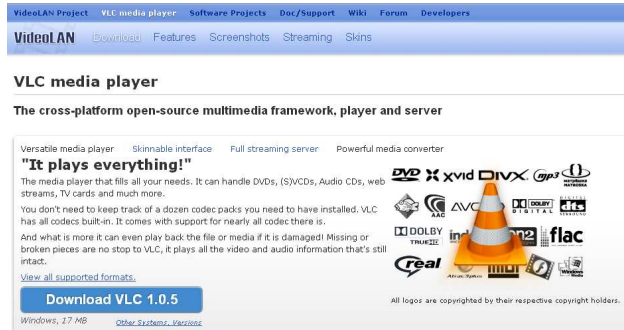 VideoLAN Project VLC media player Software Projects Doc/Support Wiki Forum Developers
VideoLAN Download Features Screenshots Streaming Skins
VLC media player
The cross-platform open-source multimedia framework, player and server
Versatile media player Skinnable interface Full streaming server Powerful media converter
"It plays everything!"
The media player that fills all your needs. It can handle DVDs, (S)VCDs, Audio CDs, web
streams, TV cards and much more.
You don't need to keep track of a dozen codec packs you need to have installed. VLC
has all codecs built-in. It comes with support for nearly all codec there is.
And what is more it can even play back the file or media if it is damaged! Missing or
broken pieces are no stop to VLC, it plays all the video and audio information that's still
intact.
View all supported formats.
Download VLC 1.0.5
Windows, 17 MB Other Systems, Versions
DVD xvid DIVX mp3 MATROSKA
AAC AVC DOLBY DIGITAL dts
DOLBY TRUEHD flac
real Atrac3plus Windows Media
All logos are copyrighted by their respective copyright holders.